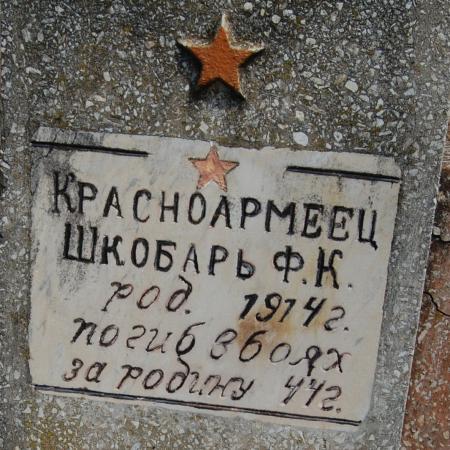 КРАСНОАРМЕЕЦ
ШКОБАРЬ Ф.К.
род. 1914г.
погиб в боях
за родину 44г.